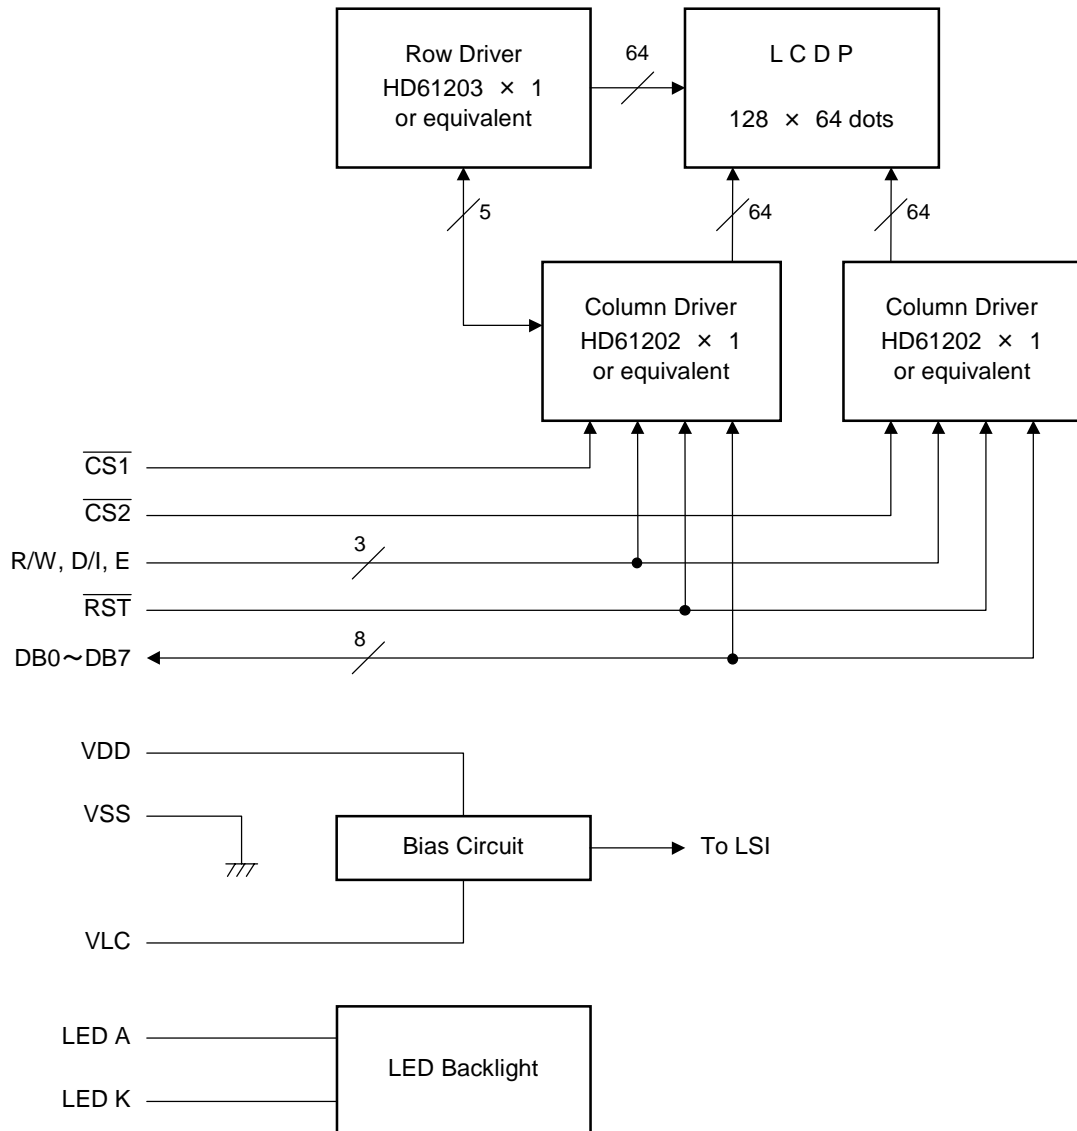 Row Driver
HD61203 × 1
or equivalent
64
L C D P
128 × 64 dots
5
64
64
Column Driver
HD61202 × 1
or equivalent
Column Driver
HD61202 × 1
or equivalent
CS1
CS2
R/W, D/I, E
3
RST
DB0～DB7
8
VDD
VSS
Bias Circuit
To LSI
VLC
LED A
LED Backlight
LED K